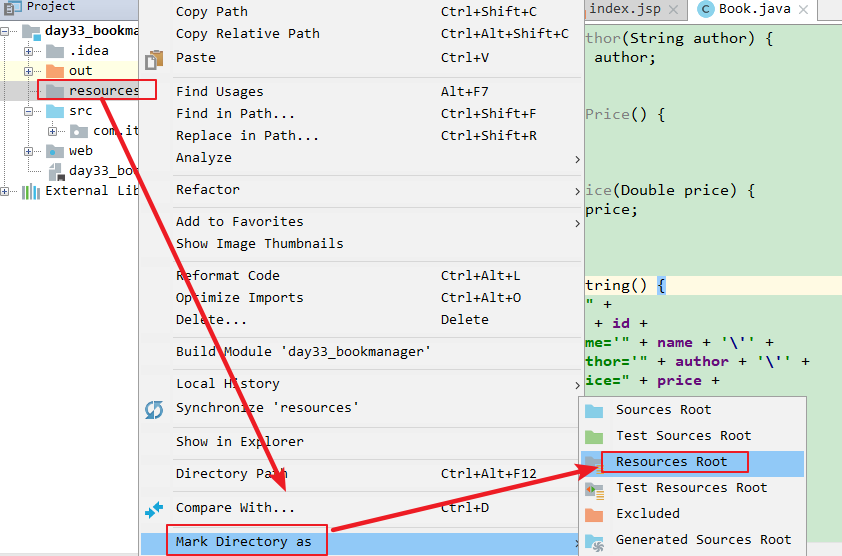 Project
day33_bookma
.idea
out
resources
src
com.it
web
day33_boo
External Lib
Copy Path Ctrl+Shift+C
Copy Relative Path Ctrl+Alt+Shift+C
Paste Ctrl+V
Find Usages Alt+F7
Find in Path... Ctrl+Shift+F
Replace in Path... Ctrl+Shift+R
Analyze
Refactor
Add to Favorites
Show Image Thumbnails
Reformat Code Ctrl+Alt+L
Optimize Imports Ctrl+Alt+O
Delete... Delete
Build Module 'day33_bookmanager'
Local History
Synchronize 'resources'
Show in Explorer
Directory Path Ctrl+Alt+F12
Compare With... Ctrl+D
Mark Directory as
index.jsp
Book.java
thor(String author) {
author;
Price() {
ice(Double price) {
price;
tring() {
" +
+ id +
me='" + name + '\'' +
thor='" + author + '\'' +
ice=" + price +
Sources Root
Test Sources Root
Resources Root
Test Resources Root
Excluded
Generated Sources Root